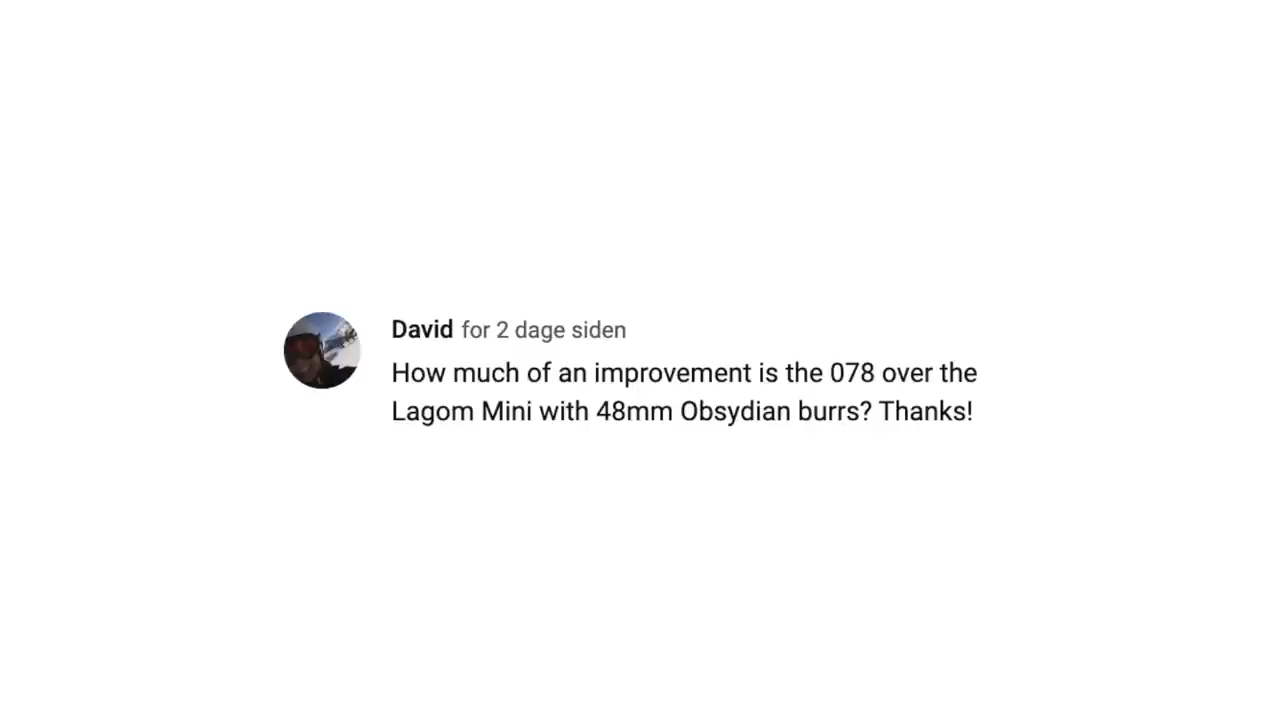 David for 2 dage siden
How much of an improvement is the 078 over the
Lagom Mini with 48mm Obsydian burrs? Thanks!